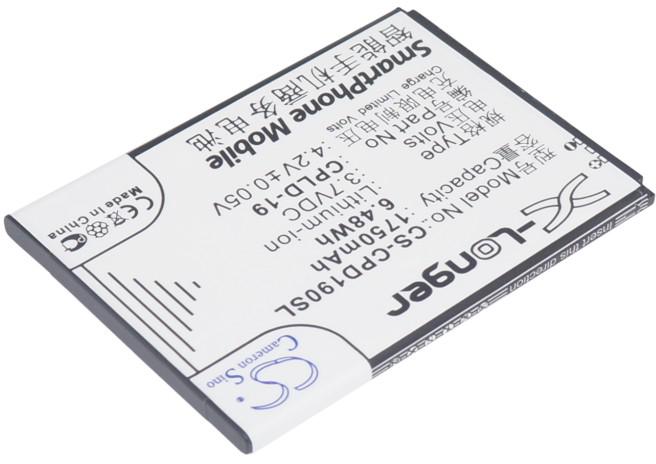 X-Longer
型号Model No.: CS-CPD190SL
容量Capacity 1750mAh
6.48Wh
规格Type Lithium-ion
电压Volts 3.7VDC
编号Part No CPLD-19
充电限制电压 4.2V±0.05V
Charge Limited Volts
智能手机商务电池
SmartPhone Mobile
Made in China
CS
Cameron Sino
this direction